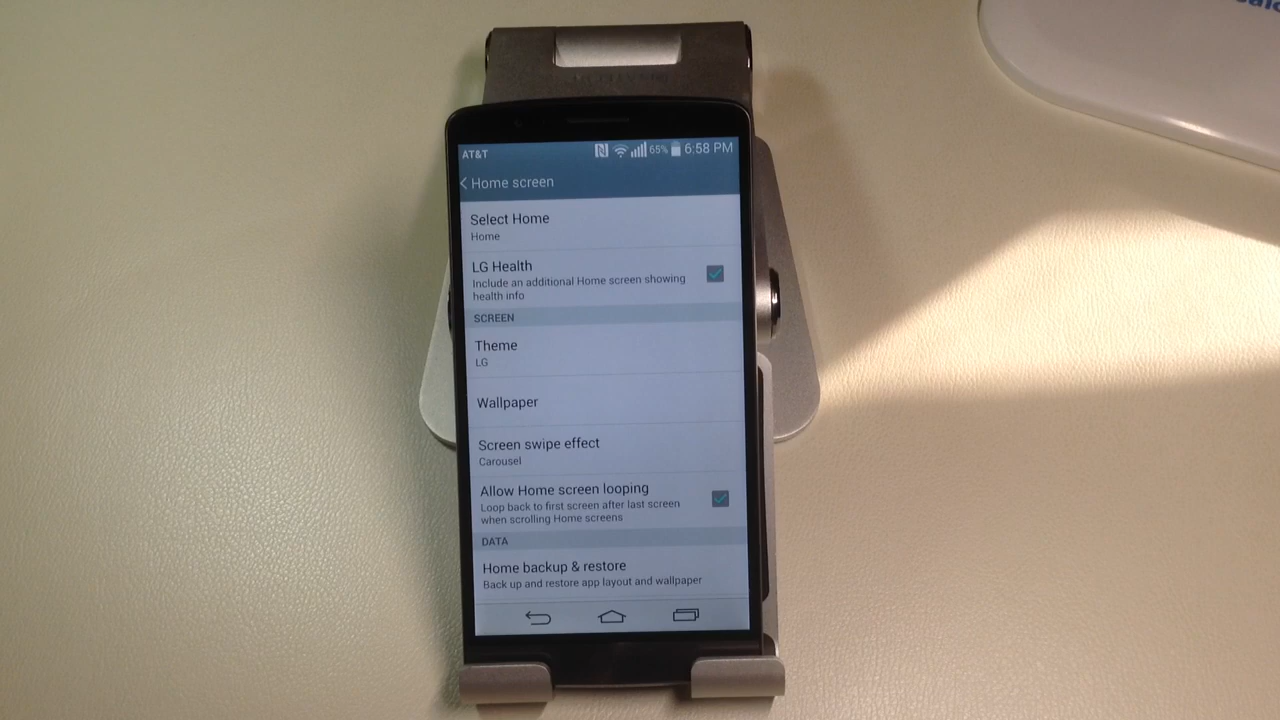 AT&T 65% 6:58 PM
Home screen
Select Home
Home
LG Health
Include an additional Home screen showing
health info
SCREEN
Theme
LG
Wallpaper
Screen swipe effect
Carousel
Allow Home screen looping
Loop back to first screen after last screen
when scrolling Home screens
DATA
Home backup & restore
Back up and restore app layout and wallpaper